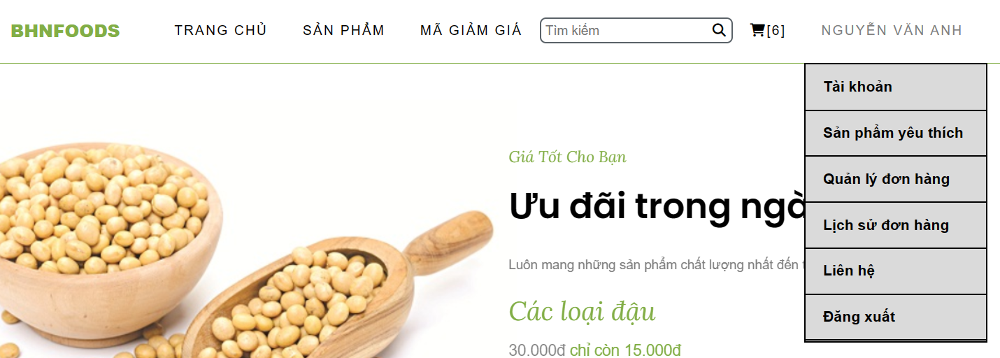 BHNFOODS TRANG CHỦ SẢN PHẨM MÃ GIẢM GIÁ Tìm kiếm [6] NGUYỄN VĂN ANH
Tài khoản
Sản phẩm yêu thích
Quản lý đơn hàng
Lịch sử đơn hàng
Liên hệ
Đăng xuất
Giá Tốt Cho Bạn
Ưu đãi trong
Luôn mang những sản phẩm chất lượng nhất đến
Các loại đậu
30.000đ chỉ còn 15.000đ